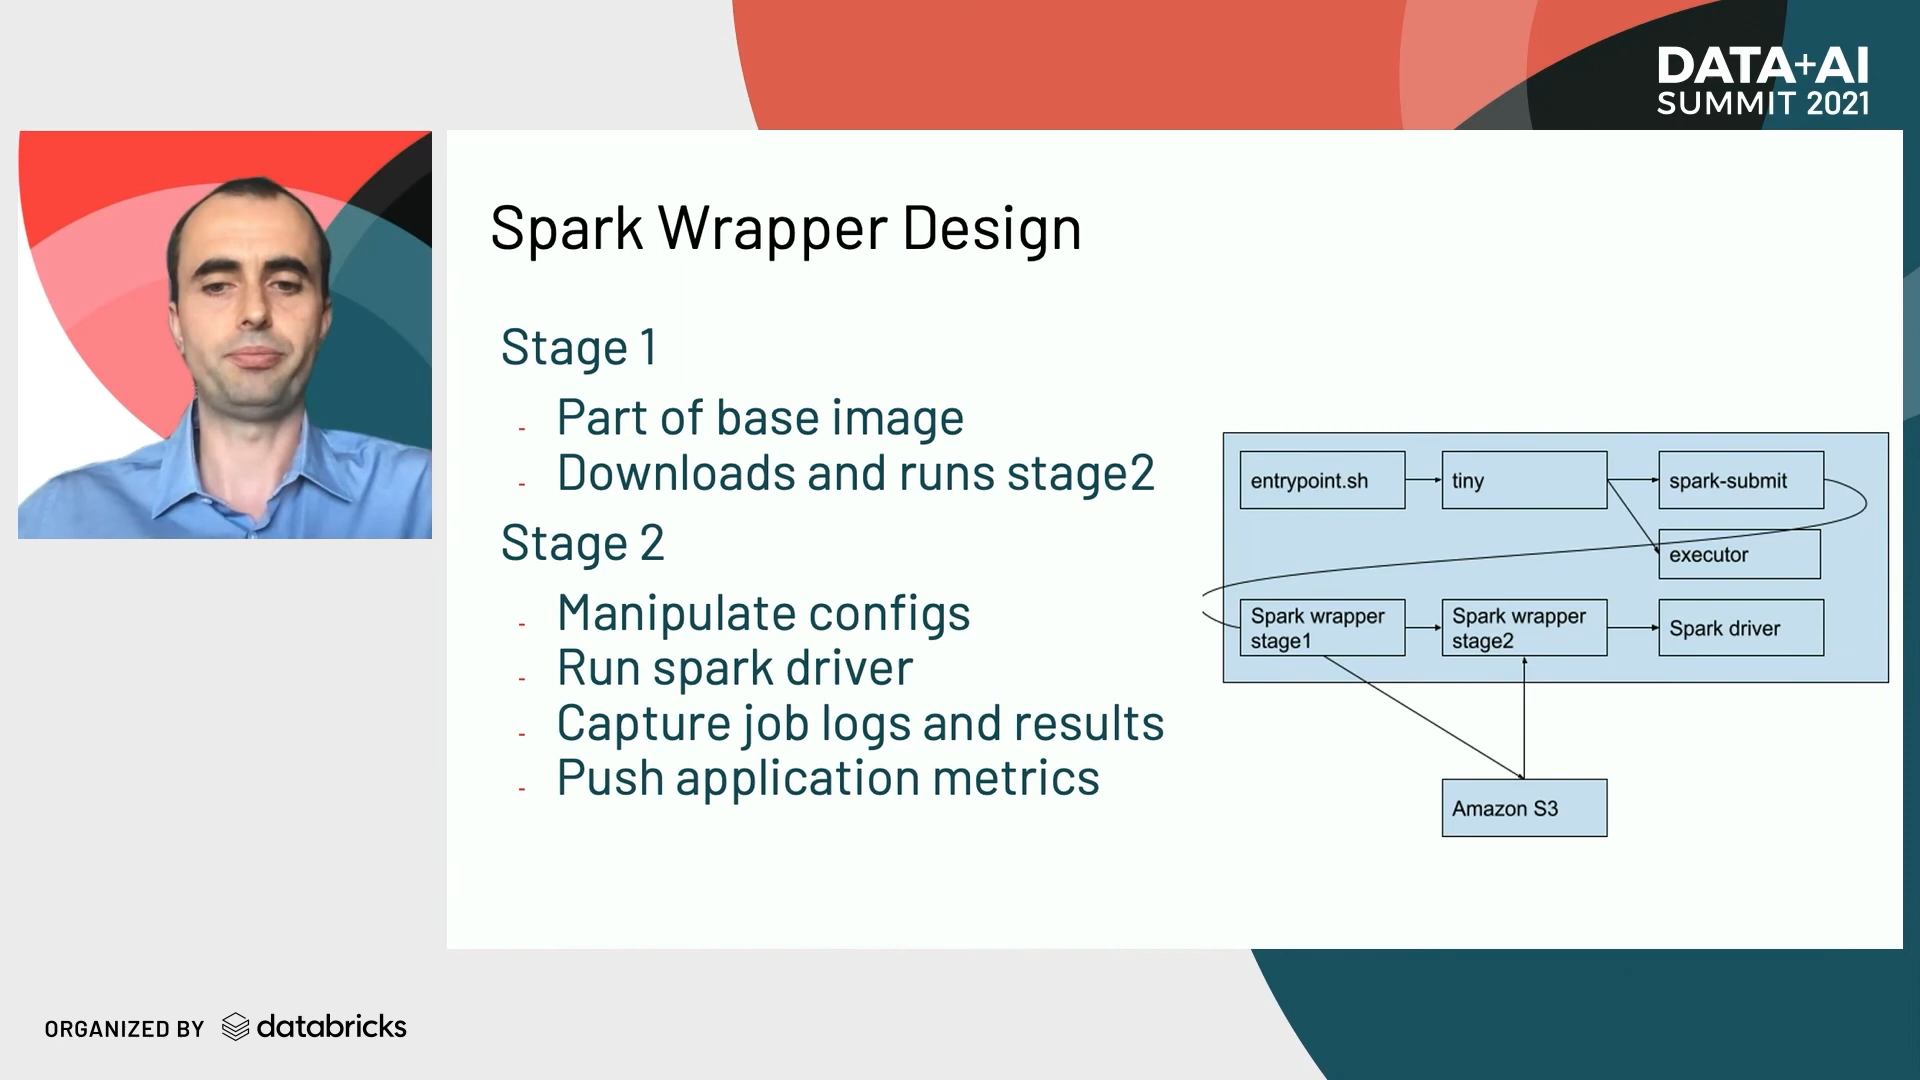 DATA+AI
SUMMIT 2021
Spark Wrapper Design
Stage 1
- Part of base image
- Downloads and runs stage2
Stage 2
- Manipulate configs
- Run spark driver
- Capture job logs and results
- Push application metrics
entrypoint.sh
tiny
spark-submit
executor
Spark wrapper
stage1
Spark wrapper
stage2
Spark driver
Amazon S3
ORGANIZED BY databricks